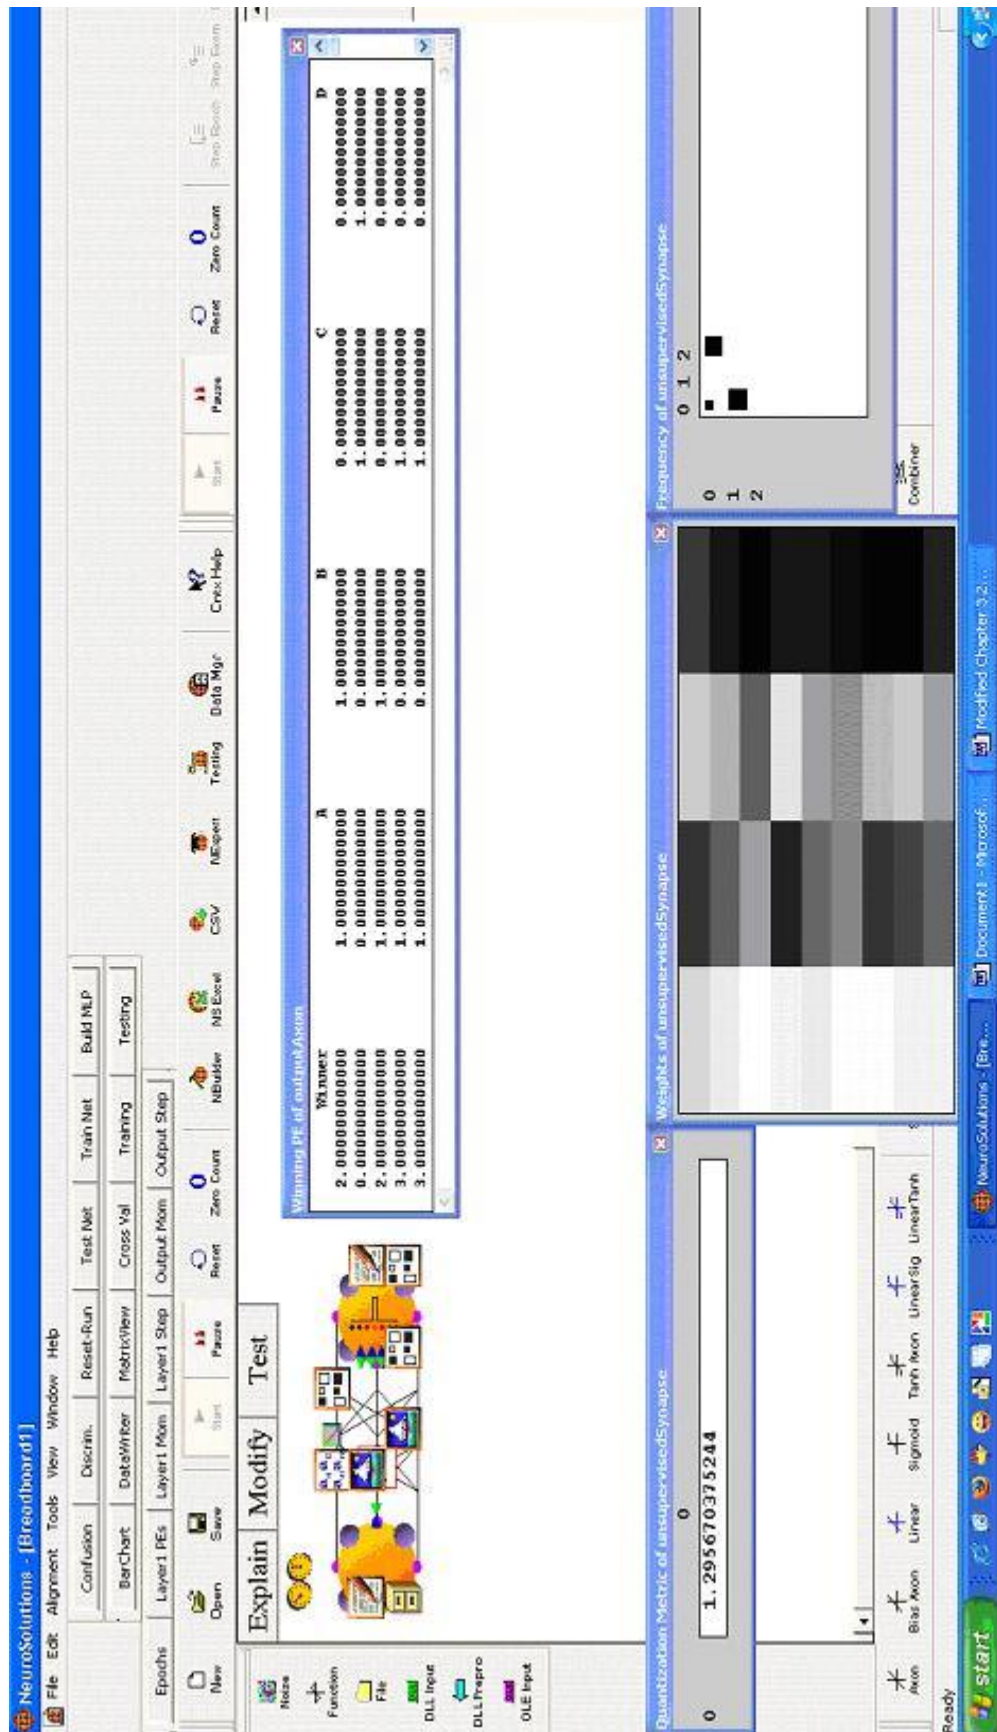 NeuroSolutions - [Breadboard1]
File Edit Alignment Tools View Window Help
Confusion Discrim. Reset-Run Test Net Train Net Build MLP
BarChart DataWriter MatrixView Cross Val Training Testing
Epochs Layer1 PEs Layer1 Mom Layer1 Step Output Mom Output Step
New Open Save Start Pause Reset Zero Count NBuilder NS Excel CSV NExpert Testing Data Mgr Cntx Help Start Pause Reset Zero Count Step Epoch Step Exem
Explain Modify Test
Noise
Function
File
DLL Input
DLL Prepro
OLE Input
Winning PE of outputAxon
Winner A B C D
2.000000000000 1.000000000000 1.000000000000 0.000000000000 0.000000000000
0.000000000000 0.000000000000 0.000000000000 1.000000000000 1.000000000000
2.000000000000 1.000000000000 1.000000000000 0.000000000000 0.000000000000
3.000000000000 1.000000000000 0.000000000000 1.000000000000 0.000000000000
3.000000000000 1.000000000000 0.000000000000 1.000000000000 0.000000000000
Quantization Metric of unsupervisedSynapse
0
0 1.295670375244
Weights of unsupervisedSynapse
Frequency of unsupervisedSynapse
0 1 2
0
1
2
Axon Bias Axon Linear Sigmoid Tanh Axon LinearSig LinearTanh S Combiner
Ready
start NeuroSolutions - [Bre... Document1 - Microsof... Modified Chapter 3.2...